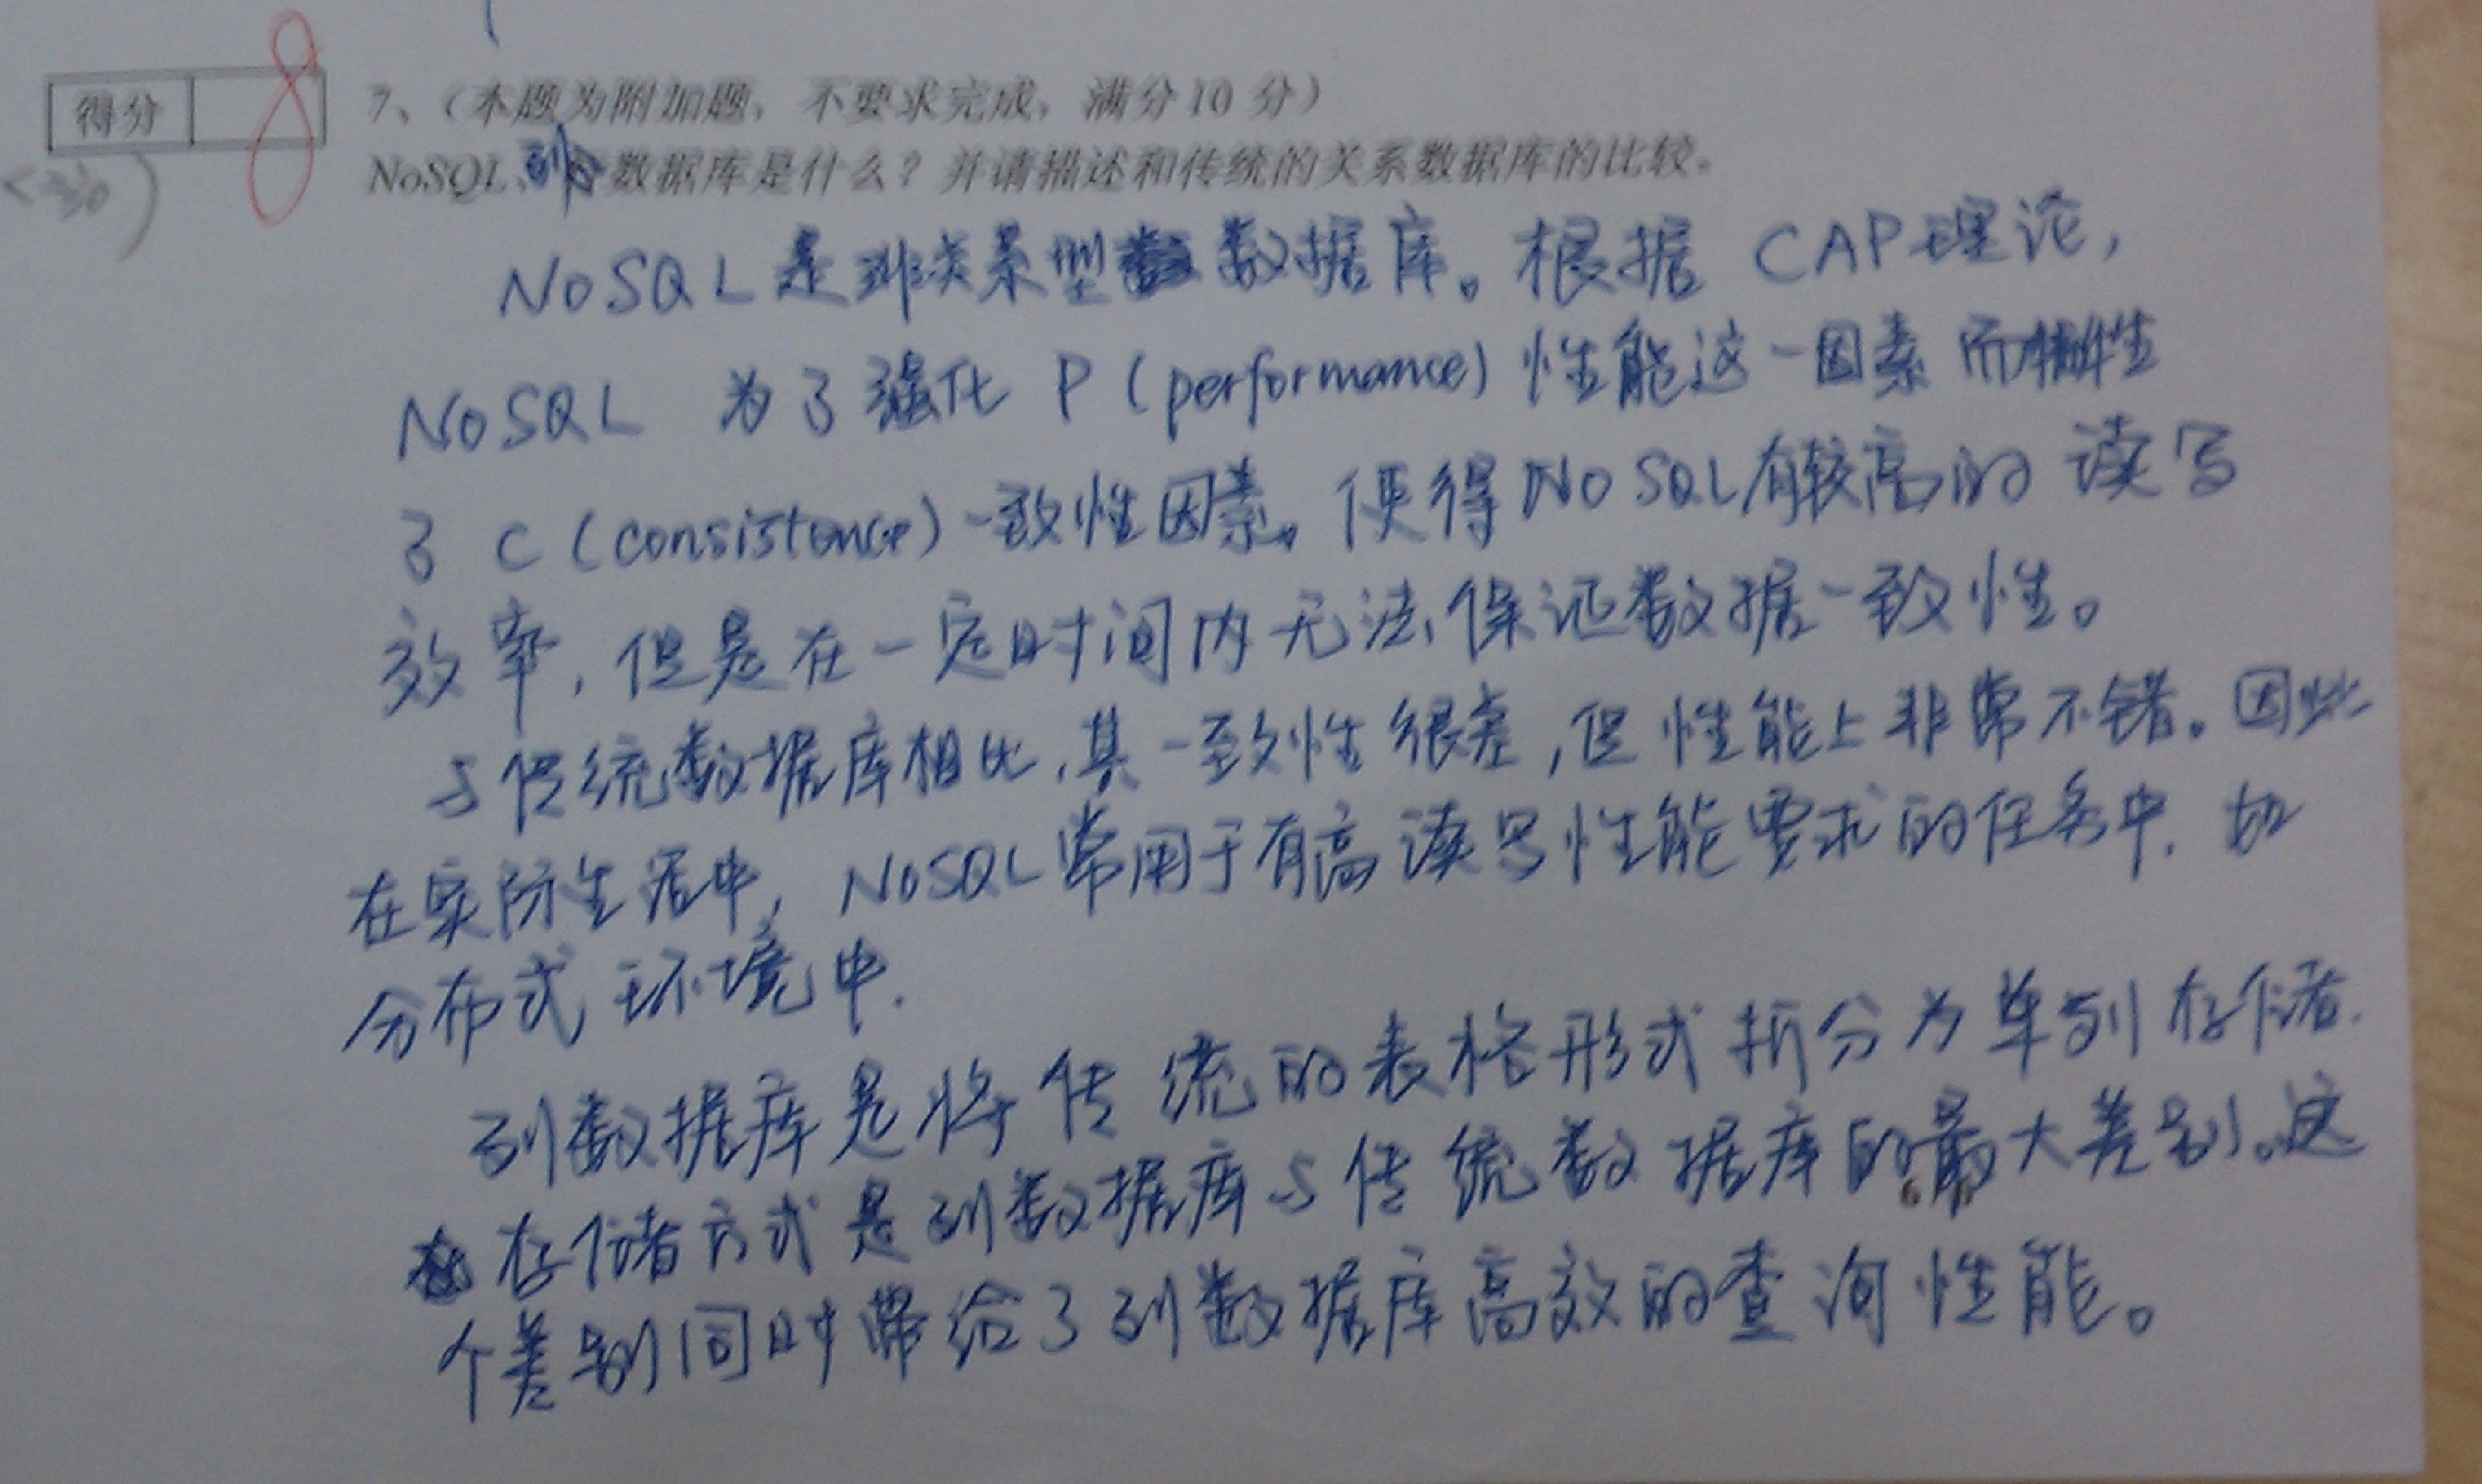 得分 8
7、（本题为附加题，不要求完成，满分10 分）
NoSQL、列数据库是什么？并请描述和传统的关系数据库的比较。
NoSQL是非关系型数据库。根据 CAP理论，
NoSQL 为了强化 P（performance）性能这一因素而牺牲
了 C（consistence）一致性因素。使得NoSQL有较高的 读写
效率，但是在一定时间内无法保证数据一致性。
与传统数据库相比，其一致性很差，但性能上非常不错。因此
在实际生活中，NoSQL常用于有高读写性能要求的任务中. 如
分布式环境中.
列数据库是将传统的表格形式拆分为单列存储.
存储方式是列数据库与传统数据库的最大差别。这
个差别同时带给了列数据库高效的查询性能。